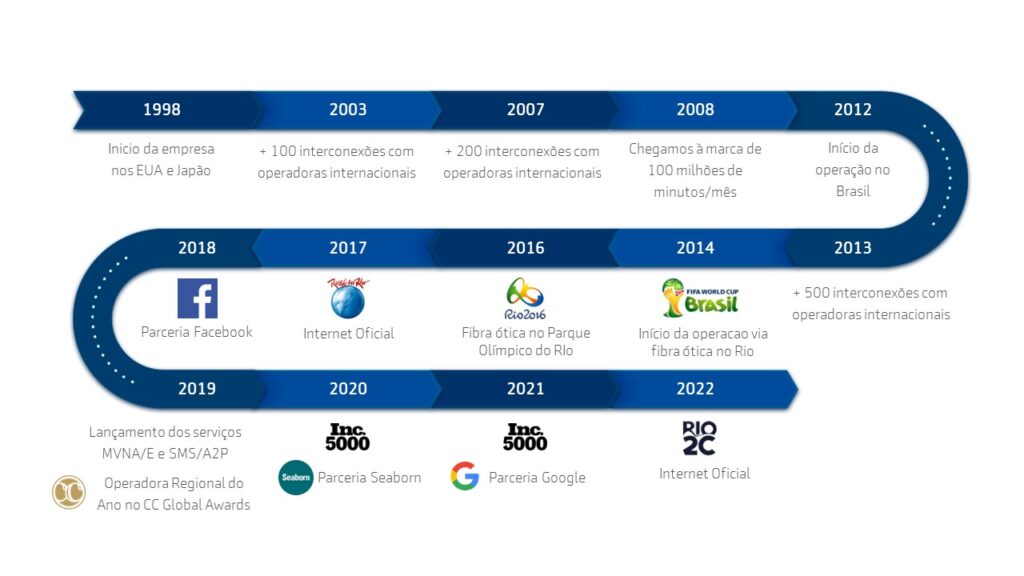 1998
Inicio da empresa
nos EUA e Japão
2003
+ 100 interconexões com
operadoras internacionais
2007
+ 200 interconexões com
operadoras internacionais
2008
Chegamos à marca de
100 milhões de
minutos/mês
2012
Início da
operação no
Brasil
2013
+ 500 interconexões com
operadoras internacionais
2014
FIFA WORLD CUP
Brasil
Início da operacao via
fibra ótica no Rio
2016
Rio2016
Fibra ótica no Parque
Olímpico do RIo
2017
Rock in Rio
Internet Oficial
2018
f
Parceria Facebook
2019
Lançamento dos serviços
MVNA/E e SMS/A2P
CC
Operadora Regional do
Ano no CC Global Awards
2020
Inc.
5000
Seaborn
Parceria Seaborn
2021
Inc.
5000
G
Parceria Google
2022
RIO
2C
Internet Oficial